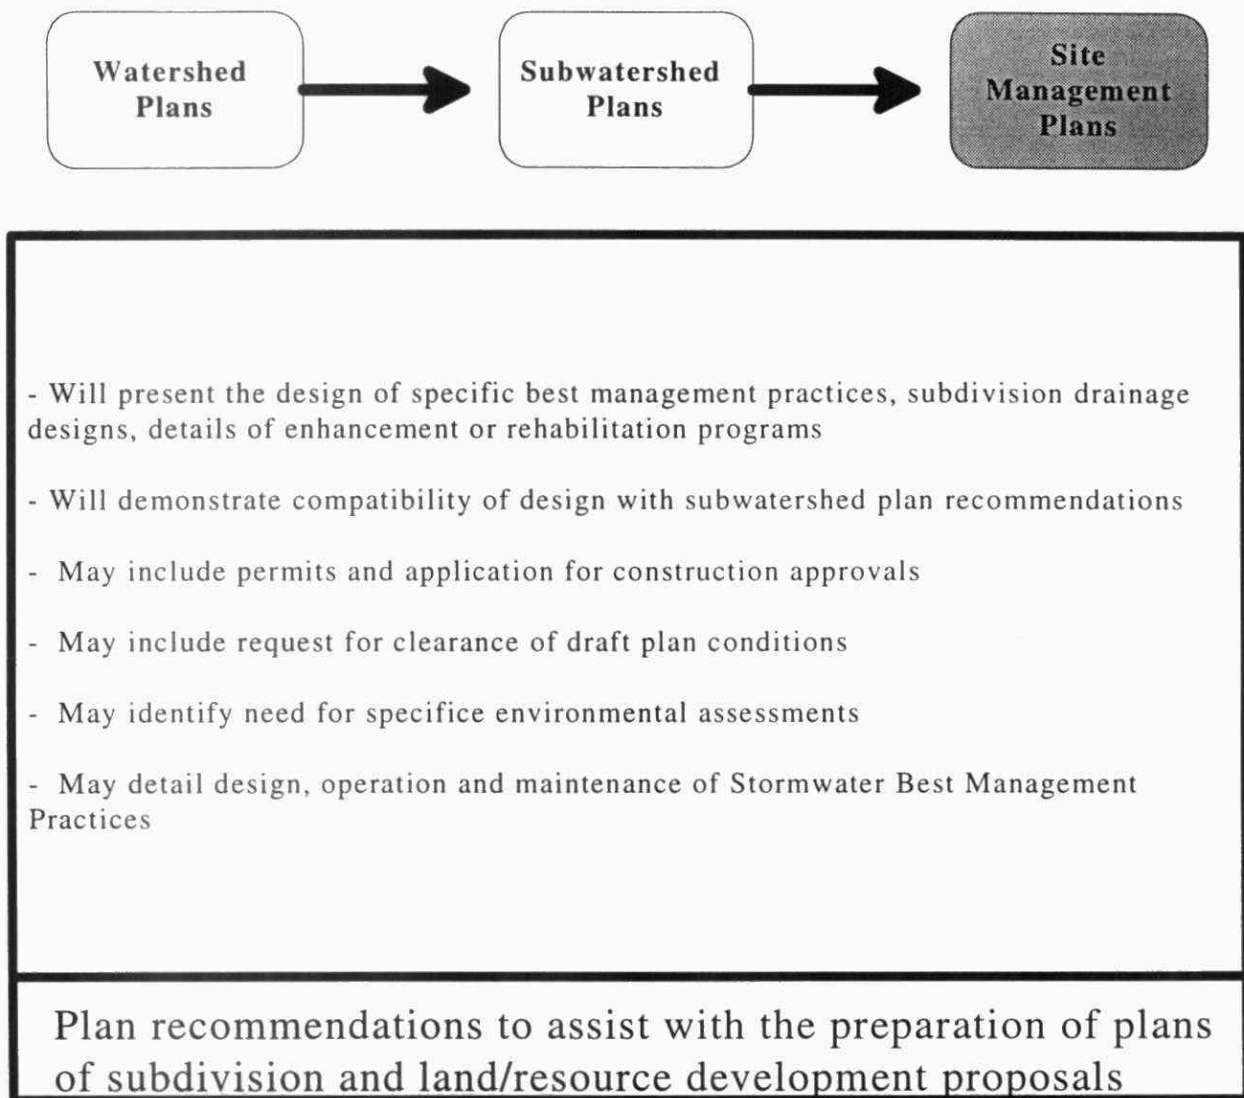 Watershed
Plans
Subwatershed
Plans
Site
Management
Plans
- Will present the design of specific best management practices, subdivision drainage
designs, details of enhancement or rehabilitation programs
- Will demonstrate compatibility of design with subwatershed plan recommendations
- May include permits and application for construction approvals
- May include request for clearance of draft plan conditions
- May identify need for specifice environmental assessments
- May detail design, operation and maintenance of Stormwater Best Management
Practices
Plan recommendations to assist with the preparation of plans
of subdivision and land/resource development proposals